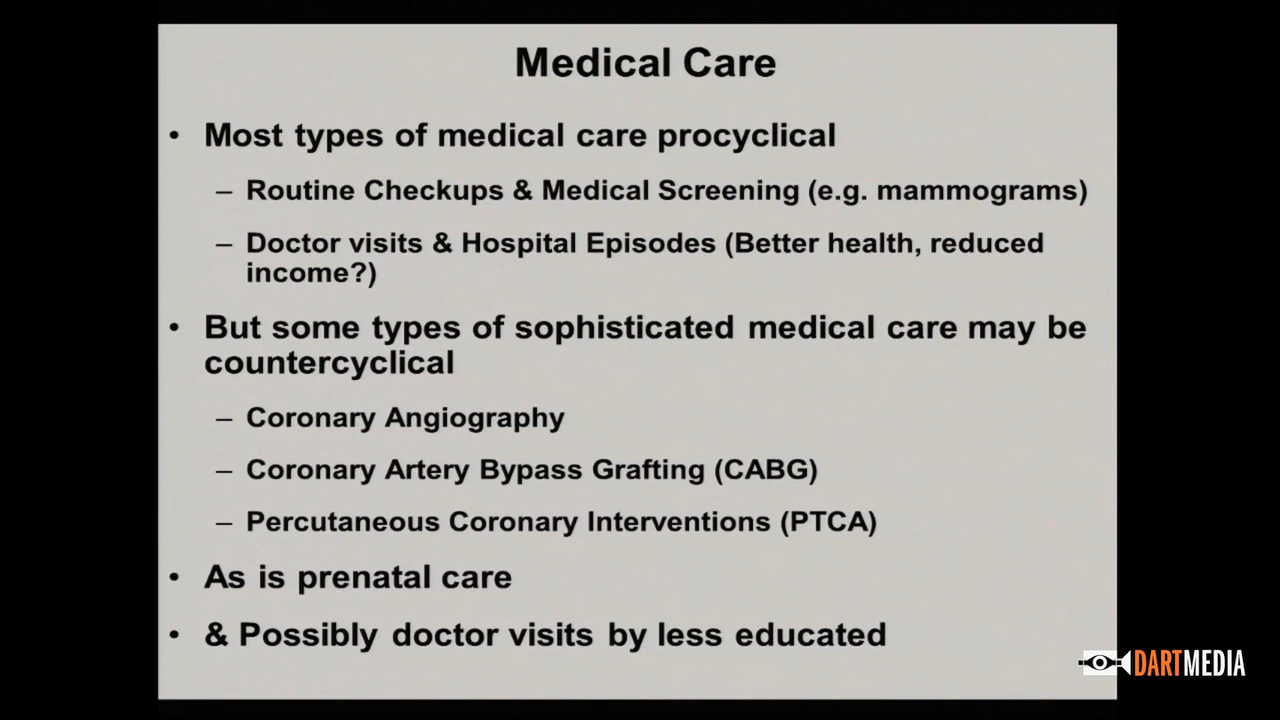 Medical Care
• Most types of medical care procyclical
– Routine Checkups & Medical Screening (e.g. mammograms)
– Doctor visits & Hospital Episodes (Better health, reduced
income?)
• But some types of sophisticated medical care may be
countercyclical
– Coronary Angiography
– Coronary Artery Bypass Grafting (CABG)
– Percutaneous Coronary Interventions (PTCA)
• As is prenatal care
• & Possibly doctor visits by less educated
DARTMEDIA